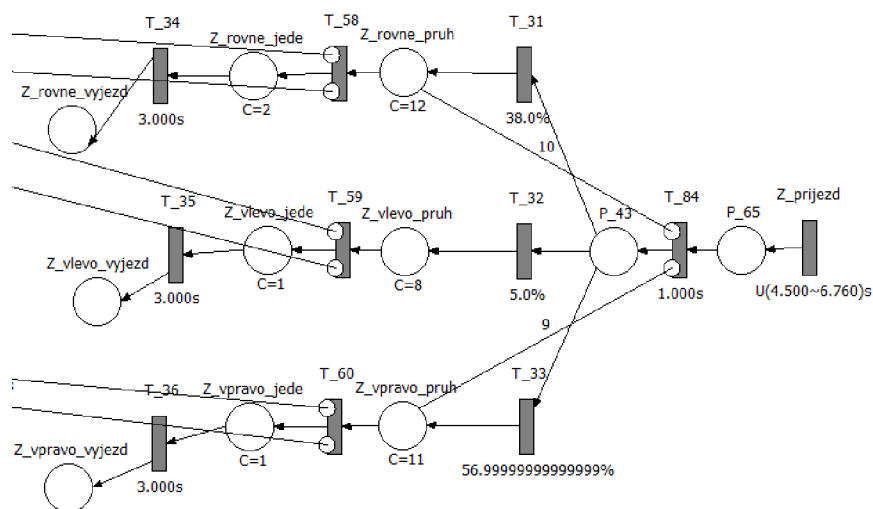 T_34
Z_rovne_jede
T_58
Z_rovne_pruh
T_31
Z_rovne_vyjezd
3.000s
C=2
C=12
38.0%
10
T_35
Z_vlevo_jede
T_59
Z_vlevo_pruh
T_32
P_43
T_84
P_65
Z_prijezd
Z_vlevo_vyjezd
3.000s
C=1
C=8
5.0%
1.000s
U(4.500~6.760)s
9
T_36
Z_vpravo_jede
T_60
Z_vpravo_pruh
T_33
Z_vpravo_vyjezd
3.000s
C=1
C=11
56.99999999999999%